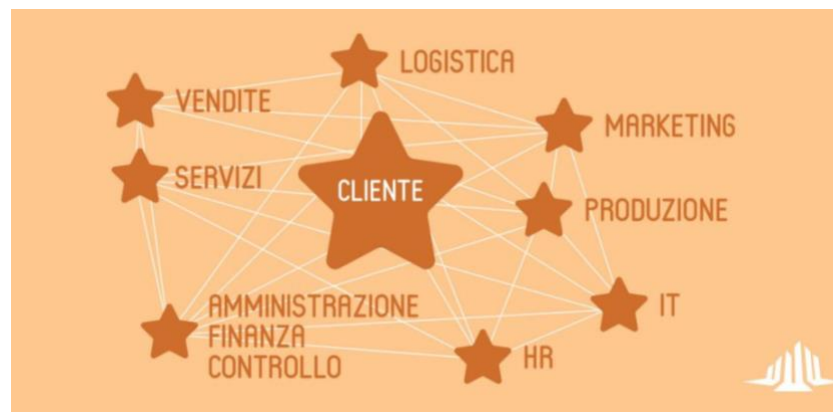 LOGISTICA
VENDITE
MARKETING
SERVIZI
CLIENTE
PRODUZIONE
AMMINISTRAZIONE
FINANZA
CONTROLLO
IT
HR